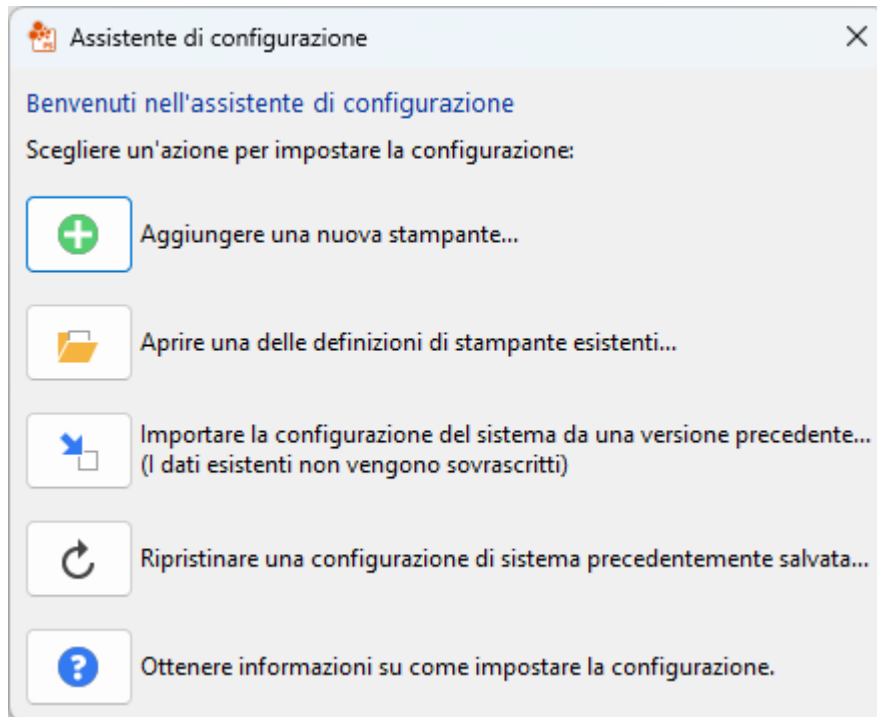 Assistente di configurazione
Benvenuti nell'assistente di configurazione
Scegliere un'azione per impostare la configurazione:
Aggiungere una nuova stampante...
Aprire una delle definizioni di stampante esistenti...
Importare la configurazione del sistema da una versione precedente...
(I dati esistenti non vengono sovrascritti)
Ripristinare una configurazione di sistema precedentemente salvata...
Ottenere informazioni su come impostare la configurazione.